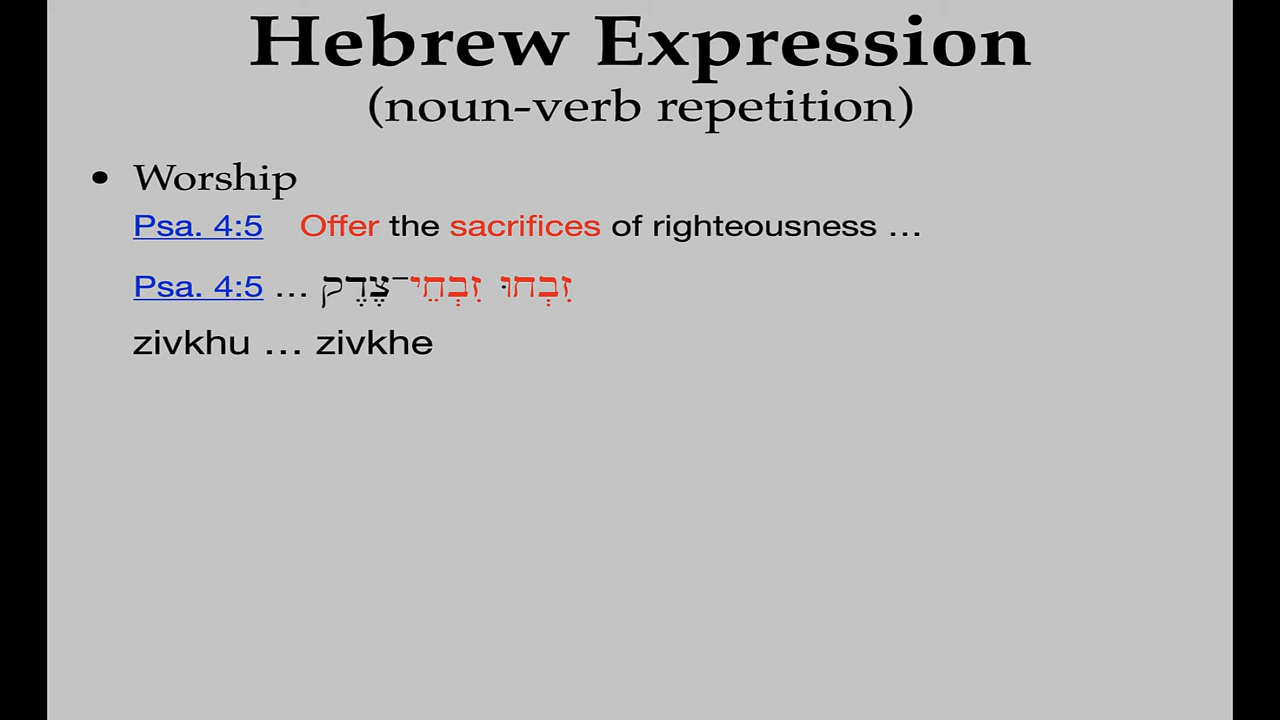 Hebrew Expression
(noun-verb repetition)
• Worship
Psa. 4:5 Offer the sacrifices of righteousness …
Psa. 4:5 … זִבְחוּ זִבְחֵי־צֶדֶק
zivkhu … zivkhe